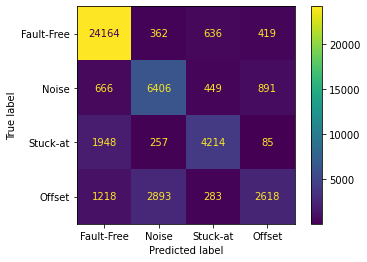 Fault-Free 24164 362 636 419
Noise 666 6406 449 891
Stuck-at 1948 257 4214 85
Offset 1218 2893 283 2618
Fault-Free Noise Stuck-at Offset
Predicted label
True label
20000
15000
10000
5000